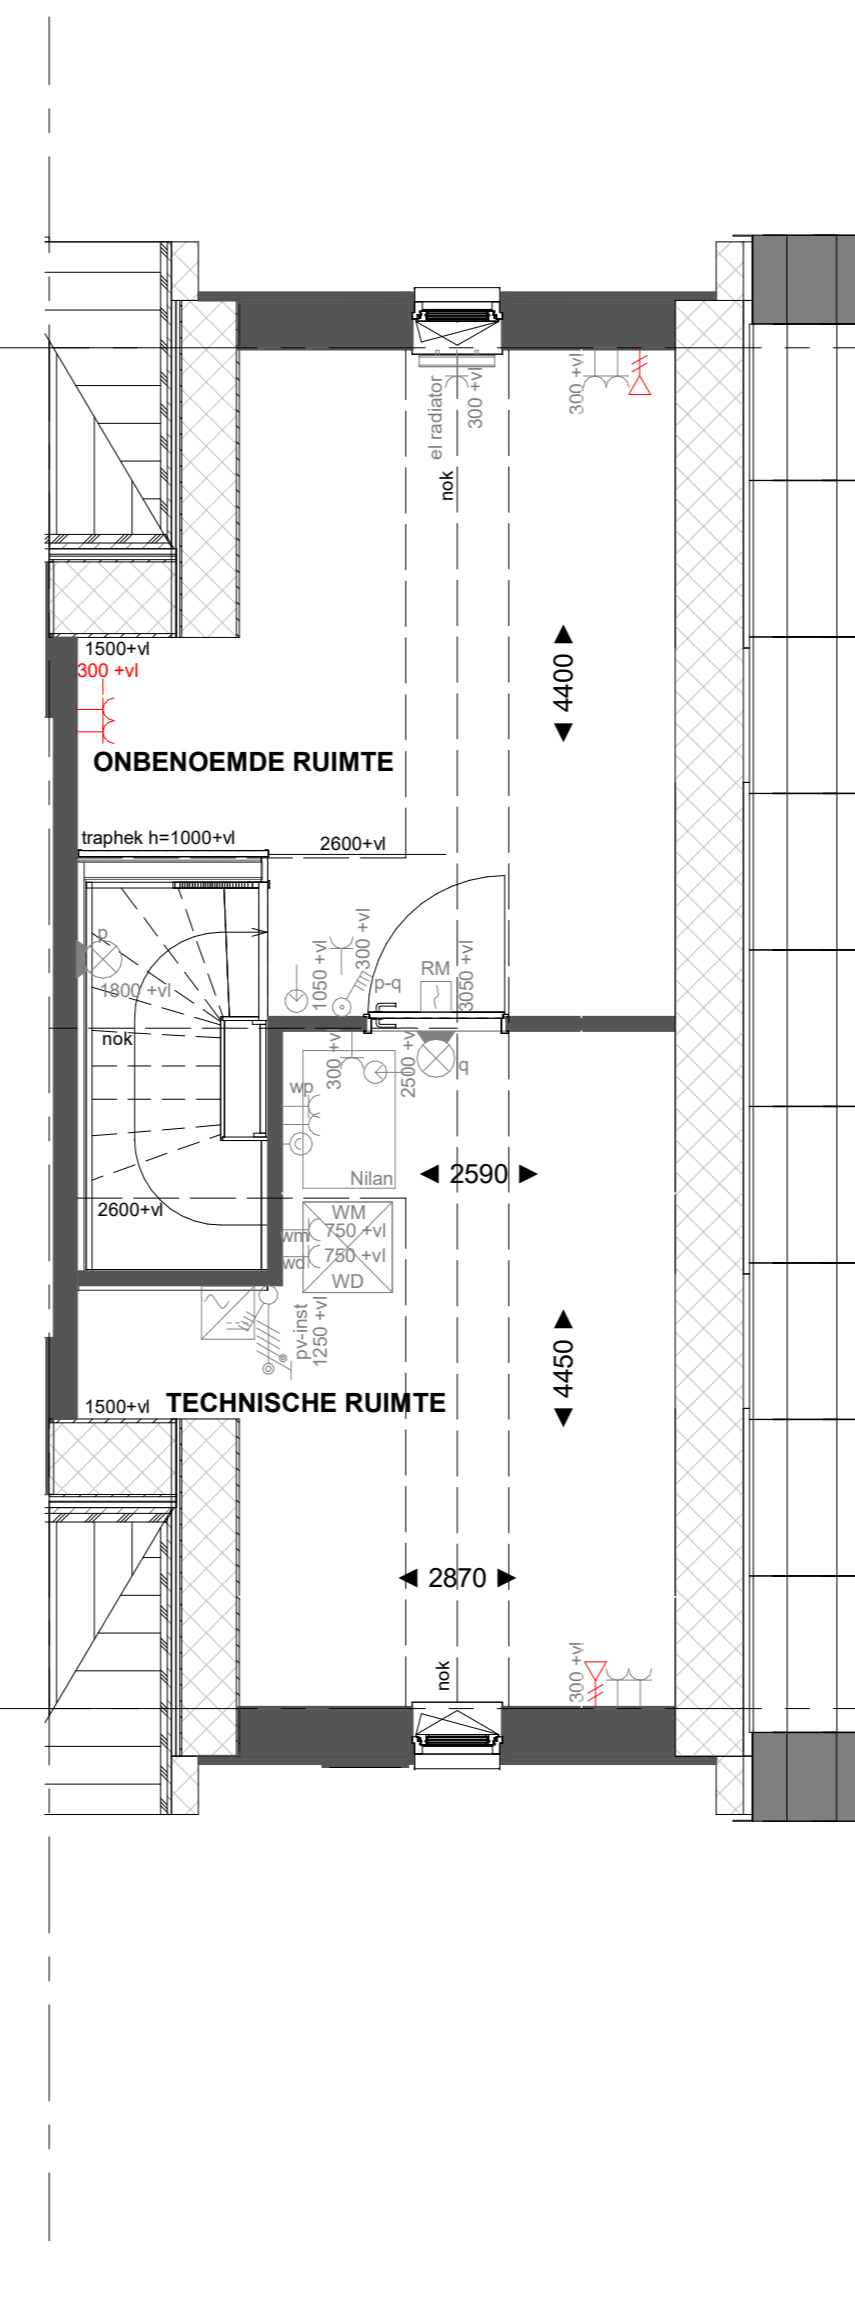 el radiator
300 +vl
300 +vl
nok
1500+vl
300 +vl
4400
ONBENOEMDE RUIMTE
traphek h=1000+vl
2600+vl
p
1800 +vl
1050 +vl
300 +vl
p-q
RM
3050 +vl
nok
300 +vl
2500 +vl
q
wp
Nilan
2590
2600+vl
WM
wm
750 +vl
wd
750 +vl
WD
pv-inst
1250 +vl
4450
1500+vl
TECHNISCHE RUIMTE
2870
nok
300 +vl